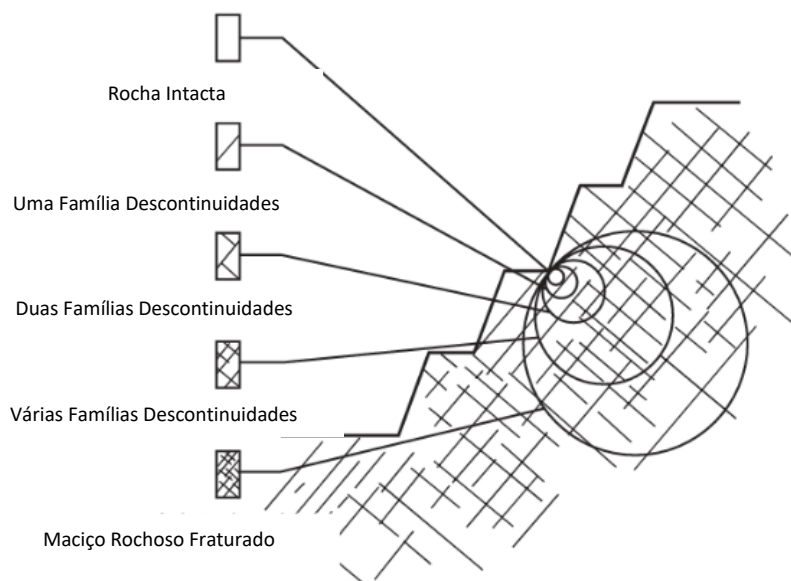 Rocha Intacta
Uma Família Descontinuidades
Duas Famílias Descontinuidades
Várias Famílias Descontinuidades
Maciço Rochoso Fraturado